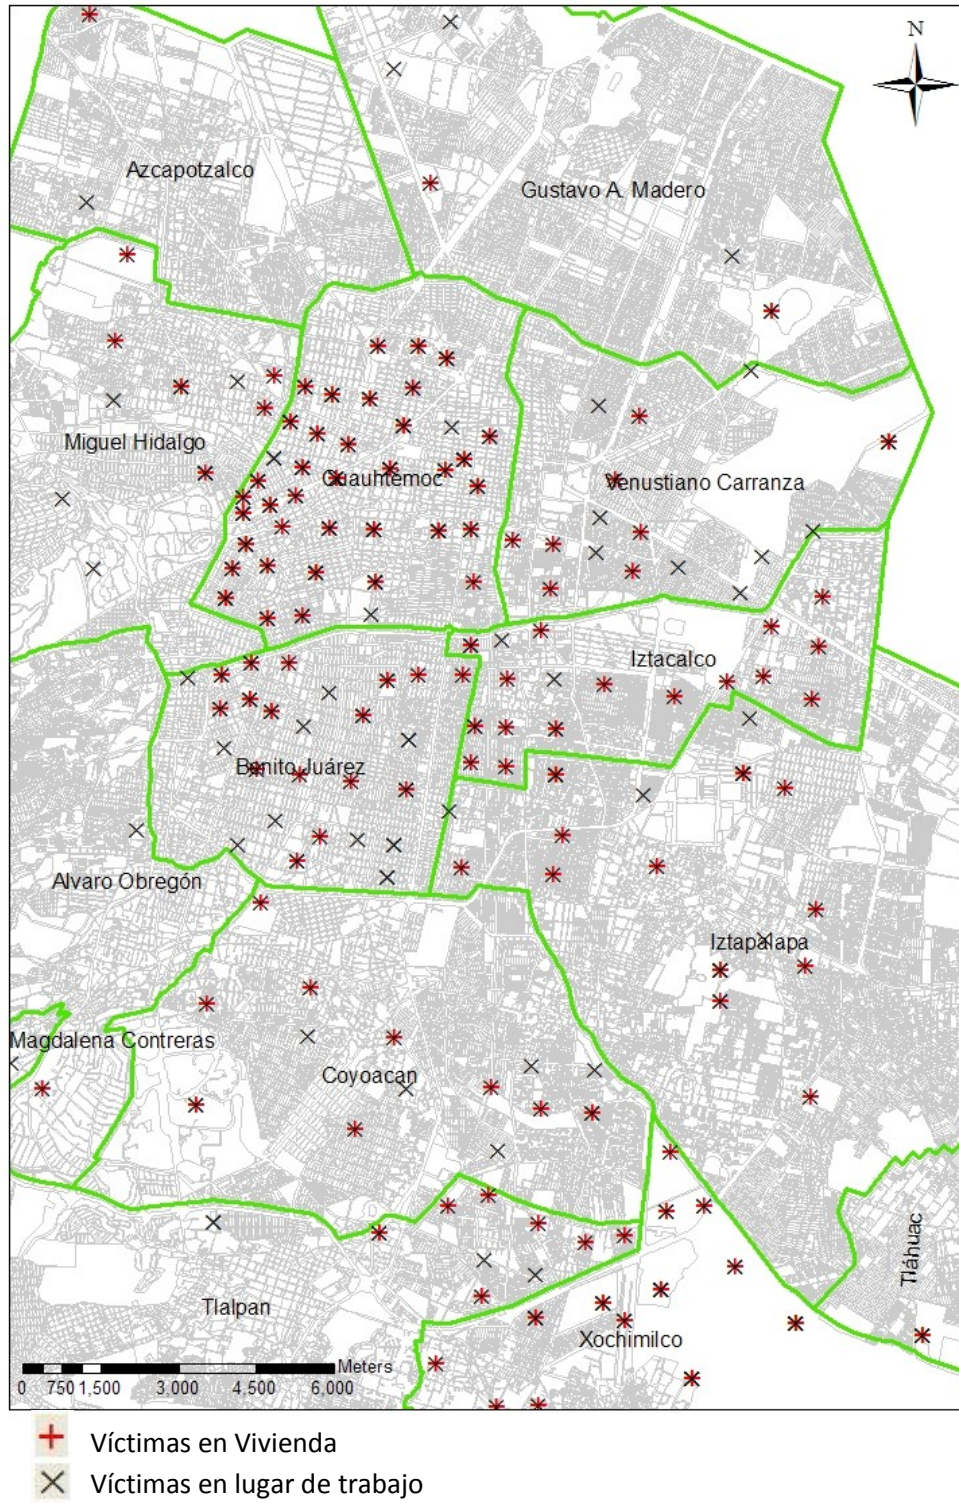 N
Azcapotzalco
Gustavo A. Madero
Miguel Hidalgo
Cuauhtemoc
Venustiano Carranza
Iztacalco
Benito Juárez
Alvaro Obregón
Iztapalapa
Magdalena Contreras
Coyoacan
Tláhuac
Tlalpan
Xochimilco
Meters
0 750 1,500 3.000 4,500 6,000
Víctimas en Vivienda
Víctimas en lugar de trabajo